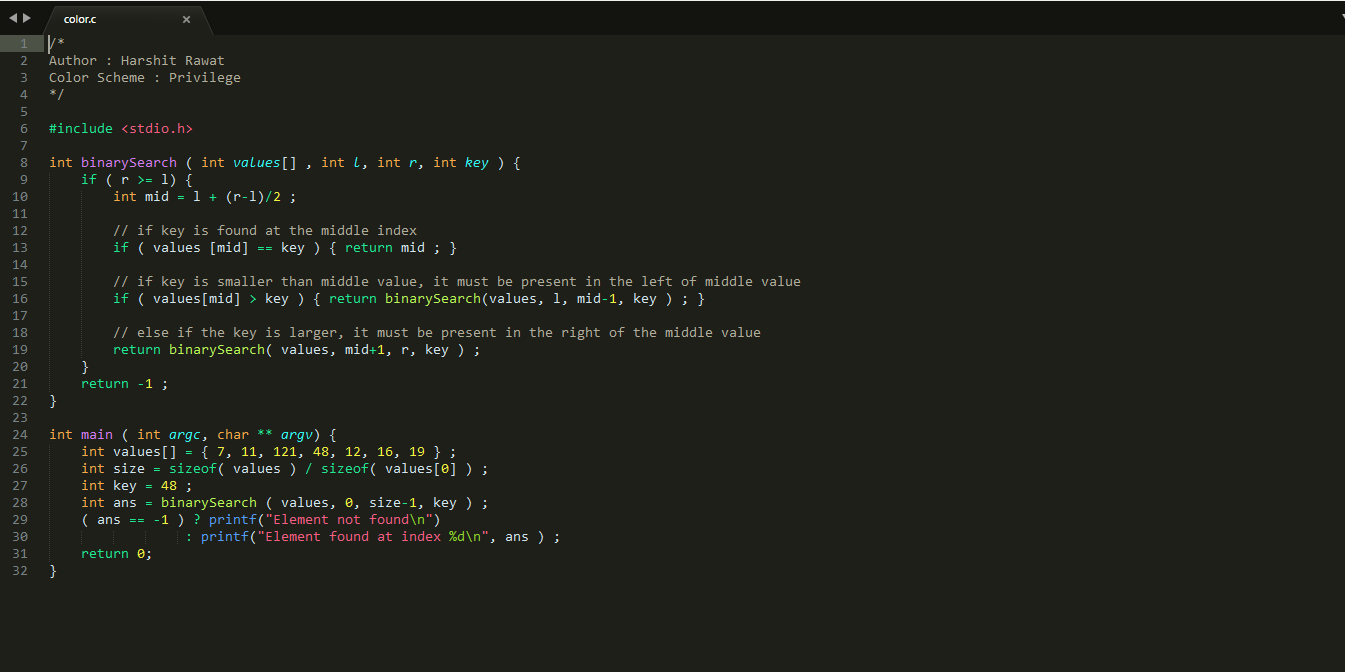 color.c ×
1 /*
2 Author : Harshit Rawat
3 Color Scheme : Privilege
4 */
5
6 #include <stdio.h>
7
8 int binarySearch ( int values[] , int l, int r, int key ) {
9     if ( r >= l) {
10         int mid = l + (r-l)/2 ;
11
12         // if key is found at the middle index
13         if ( values [mid] == key ) { return mid ; }
14
15         // if key is smaller than middle value, it must be present in the left of middle value
16         if ( values[mid] > key ) { return binarySearch(values, l, mid-1, key ) ; }
17
18         // else if the key is larger, it must be present in the right of the middle value
19         return binarySearch( values, mid+1, r, key ) ;
20     }
21     return -1 ;
22 }
23
24 int main ( int argc, char ** argv) {
25     int values[] = { 7, 11, 121, 48, 12, 16, 19 } ;
26     int size = sizeof( values ) / sizeof( values[0] ) ;
27     int key = 48 ;
28     int ans = binarySearch ( values, 0, size-1, key ) ;
29     ( ans == -1 ) ? printf("Element not found\n")
30                  : printf("Element found at index %d\n", ans ) ;
31     return 0;
32 }